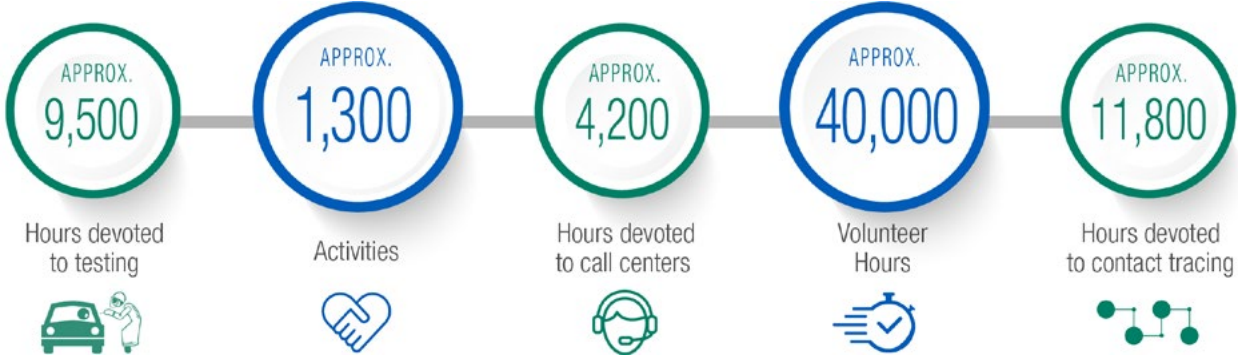 APPROX.
9,500
Hours devoted
to testing
APPROX.
1,300
Activities
APPROX.
4,200
Hours devoted
to call centers
APPROX.
40,000
Volunteer
Hours
APPROX.
11,800
Hours devoted
to contact tracing